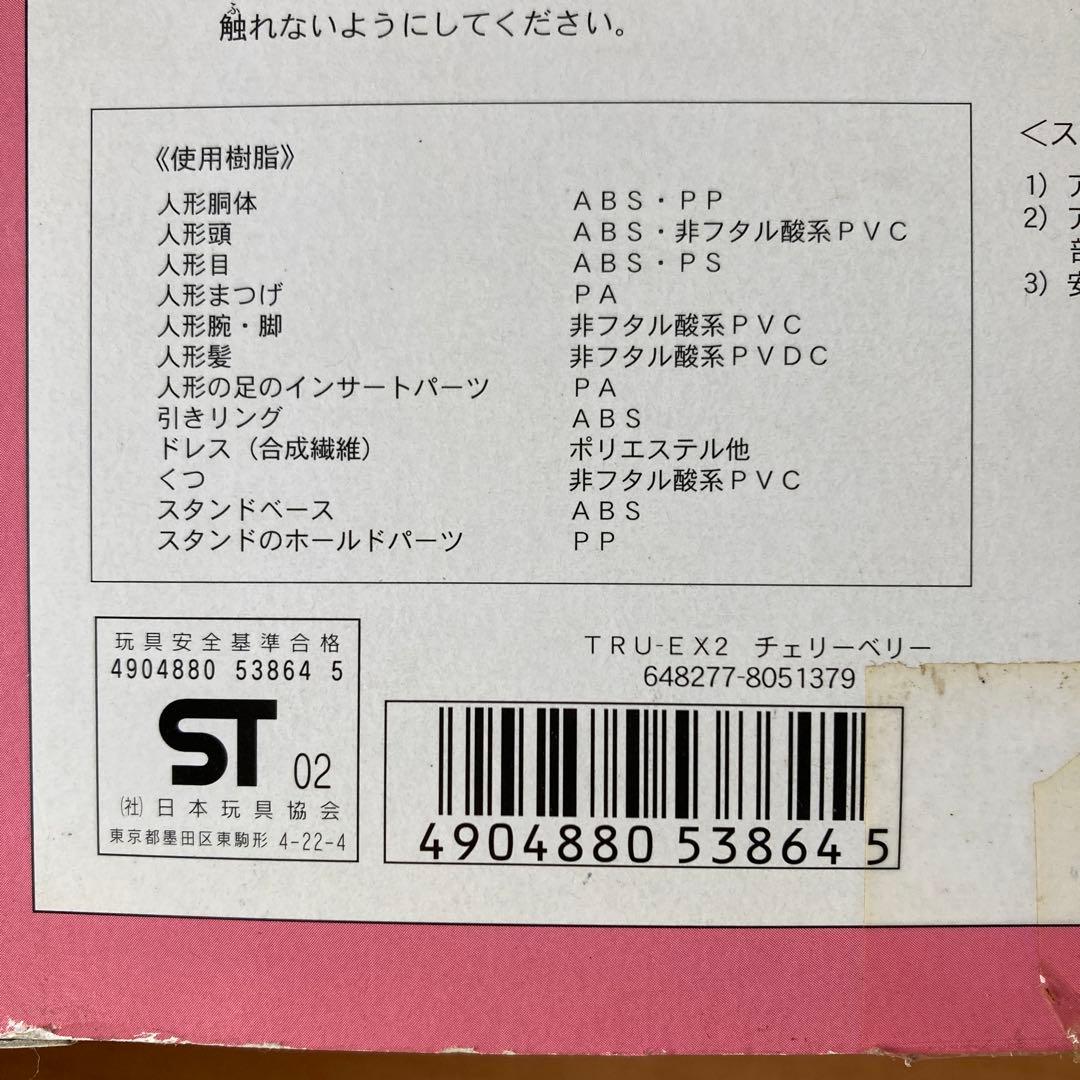 触れないようにしてください。
《使用樹脂》
人形胴体 ABS・PP
人形頭 ABS・非フタル酸系PVC
人形目 ABS・PS
人形まつげ PA
人形腕・脚 非フタル酸系PVC
人形髪 非フタル酸系PVDC
人形の足のインサートパーツ PA
引きリング ABS
ドレス（合成繊維） ポリエステル他
くつ 非フタル酸系PVC
スタンドベース ABS
スタンドのホールドパーツ PP
＜ス
1) ア
2) ア
部
3) 安
玩具安全基準合格
4904880 53864 5
ST 02
(社)日本玩具協会
東京都墨田区東駒形 4-22-4
TRU-EX2 チェリーベリー
648277-8051379
4904880 538645